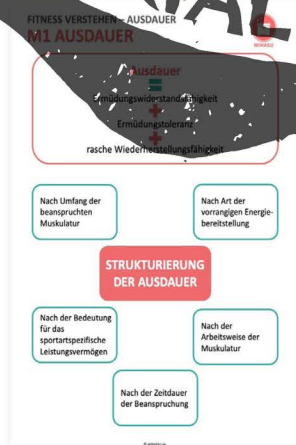 FITNESS VERSTEHEN – AUSDAUER
M1 AUSDAUER
Ausdauer
=
Ermüdungswiderstandsfähigkeit
+
Ermüdungstoleranz
+
rasche Wiederherstellungsfähigkeit
Nach Umfang der
beanspruchten
Muskulatur
Nach Art der
vorrangigen Energie-
bereitstellung
STRUKTURIERUNG
DER AUSDAUER
Nach der Bedeutung
für das
sportartspezifische
Leistungsvermögen
Nach der
Arbeitsweise der
Muskulatur
Nach der Zeitdauer
der Beanspruchung